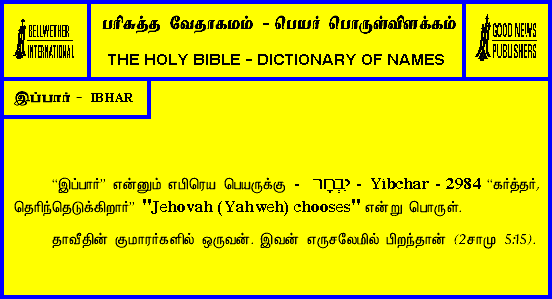 BELLWETHER
INTERNATIONAL
பரிசுத்த வேதாகமம் - பெயர் பொருள்விளக்கம்
THE HOLY BIBLE - DICTIONARY OF NAMES
GOOD NEWS
PUBLISHERS
இப்பார் - IBHAR
“இப்பார்” என்னும் எபிரெய பெயருக்கு - יִבְחָר - Yibchar - 2984 “கர்த்தர்,
தெரிந்தெடுக்கிறார்” "Jehovah (Yahweh) chooses" என்று பொருள்.
தாவீதின் குமாரர்களில் ஒருவன். இவன் எருசலேமில் பிறந்தான் (2சாமு 5:15).